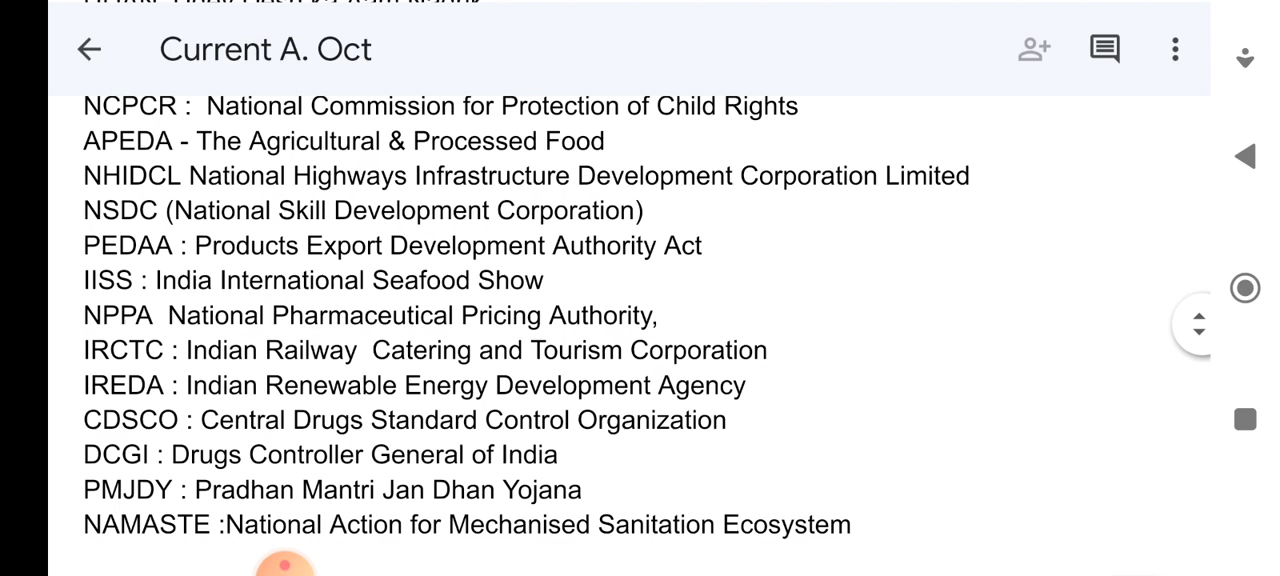 Current A. Oct
NCPCR :  National Commission for Protection of Child Rights
APEDA - The Agricultural & Processed Food
NHIDCL National Highways Infrastructure Development Corporation Limited
NSDC (National Skill Development Corporation)
PEDAA : Products Export Development Authority Act
IISS : India International Seafood Show
NPPA  National Pharmaceutical Pricing Authority,
IRCTC : Indian Railway  Catering and Tourism Corporation
IREDA : Indian Renewable Energy Development Agency
CDSCO : Central Drugs Standard Control Organization
DCGI : Drugs Controller General of India
PMJDY : Pradhan Mantri Jan Dhan Yojana
NAMASTE :National Action for Mechanised Sanitation Ecosystem